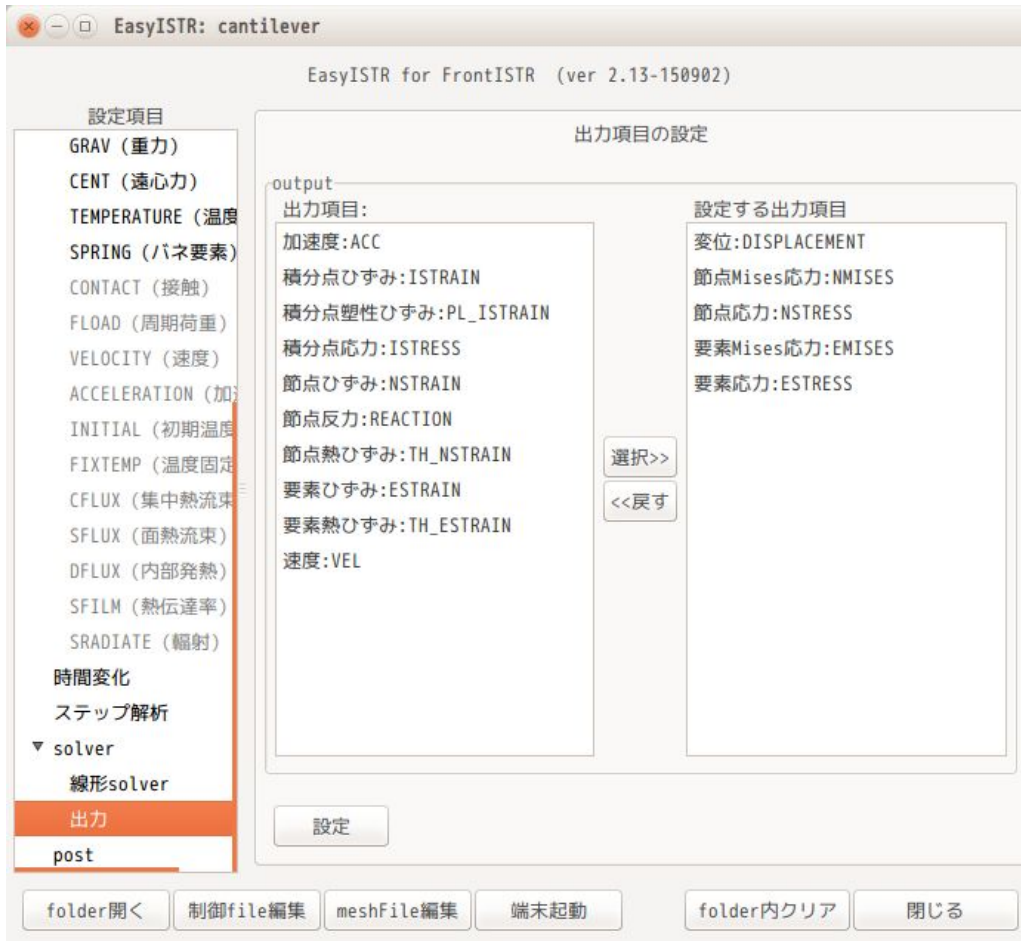 EasyISTR: cantilever
EasyISTR for FrontISTR (ver 2.13-150902)
設定項目
GRAV (重力)
CENT (遠心力)
TEMPERATURE (温度
SPRING (バネ要素)
CONTACT (接触)
FLOAD (周期荷重)
VELOCITY (速度)
ACCELERATION (加速
INITIAL (初期温度
FIXTEMP (温度固定
CFLUX (集中熱流束
SFLUX (面熱流束)
DFLUX (内部発熱)
SFILM (熱伝達率)
SRADIATE (輻射)
時間変化
ステップ解析
solver
線形solver
出力
post
出力項目の設定
output
出力項目:
加速度:ACC
積分点ひずみ:ISTRAIN
積分点塑性ひずみ:PL_ISTRAIN
積分点応力:ISTRESS
節点ひずみ:NSTRAIN
節点反力:REACTION
節点熱ひずみ:TH_NSTRAIN
要素ひずみ:ESTRAIN
要素熱ひずみ:TH_ESTRAIN
速度:VEL
選択>>
<<戻す
設定する出力項目
変位:DISPLACEMENT
節点Mises応力:NMISES
節点応力:NSTRESS
要素Mises応力:EMISES
要素応力:ESTRESS
設定
folder開く 制御file編集 meshFile編集 端末起動 folder内クリア 閉じる